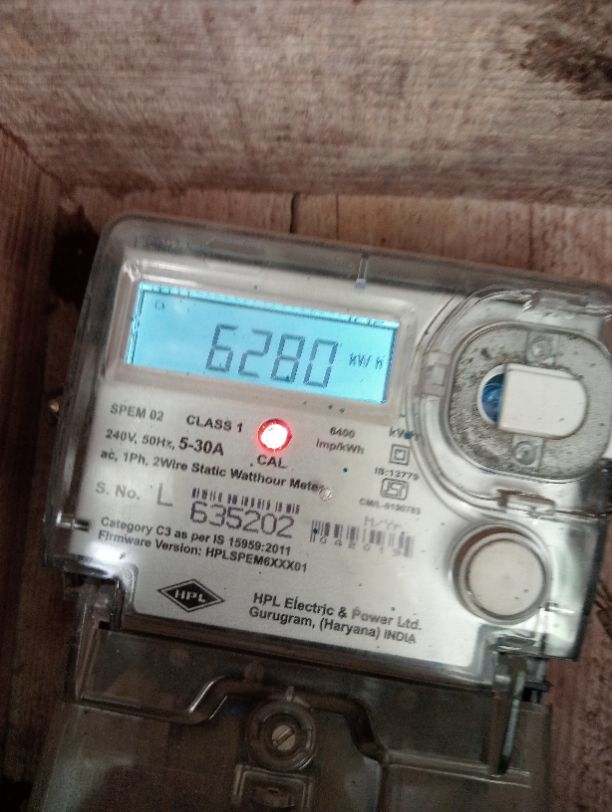 6280 kWh
SPEM 02 CLASS 1 6400
240V, 50Hz, 5-30A imp/kWh
CAL
ac, 1Ph, 2Wire Static Watthour Meter
IS:13779
S. No. L 635202
M/Yr
Category C3 as per IS 15959:2011
Firmware Version: HPLSPEM6XXX01
HPL
HPL Electric & Power Ltd.
Gurugram, (Haryana) INDIA